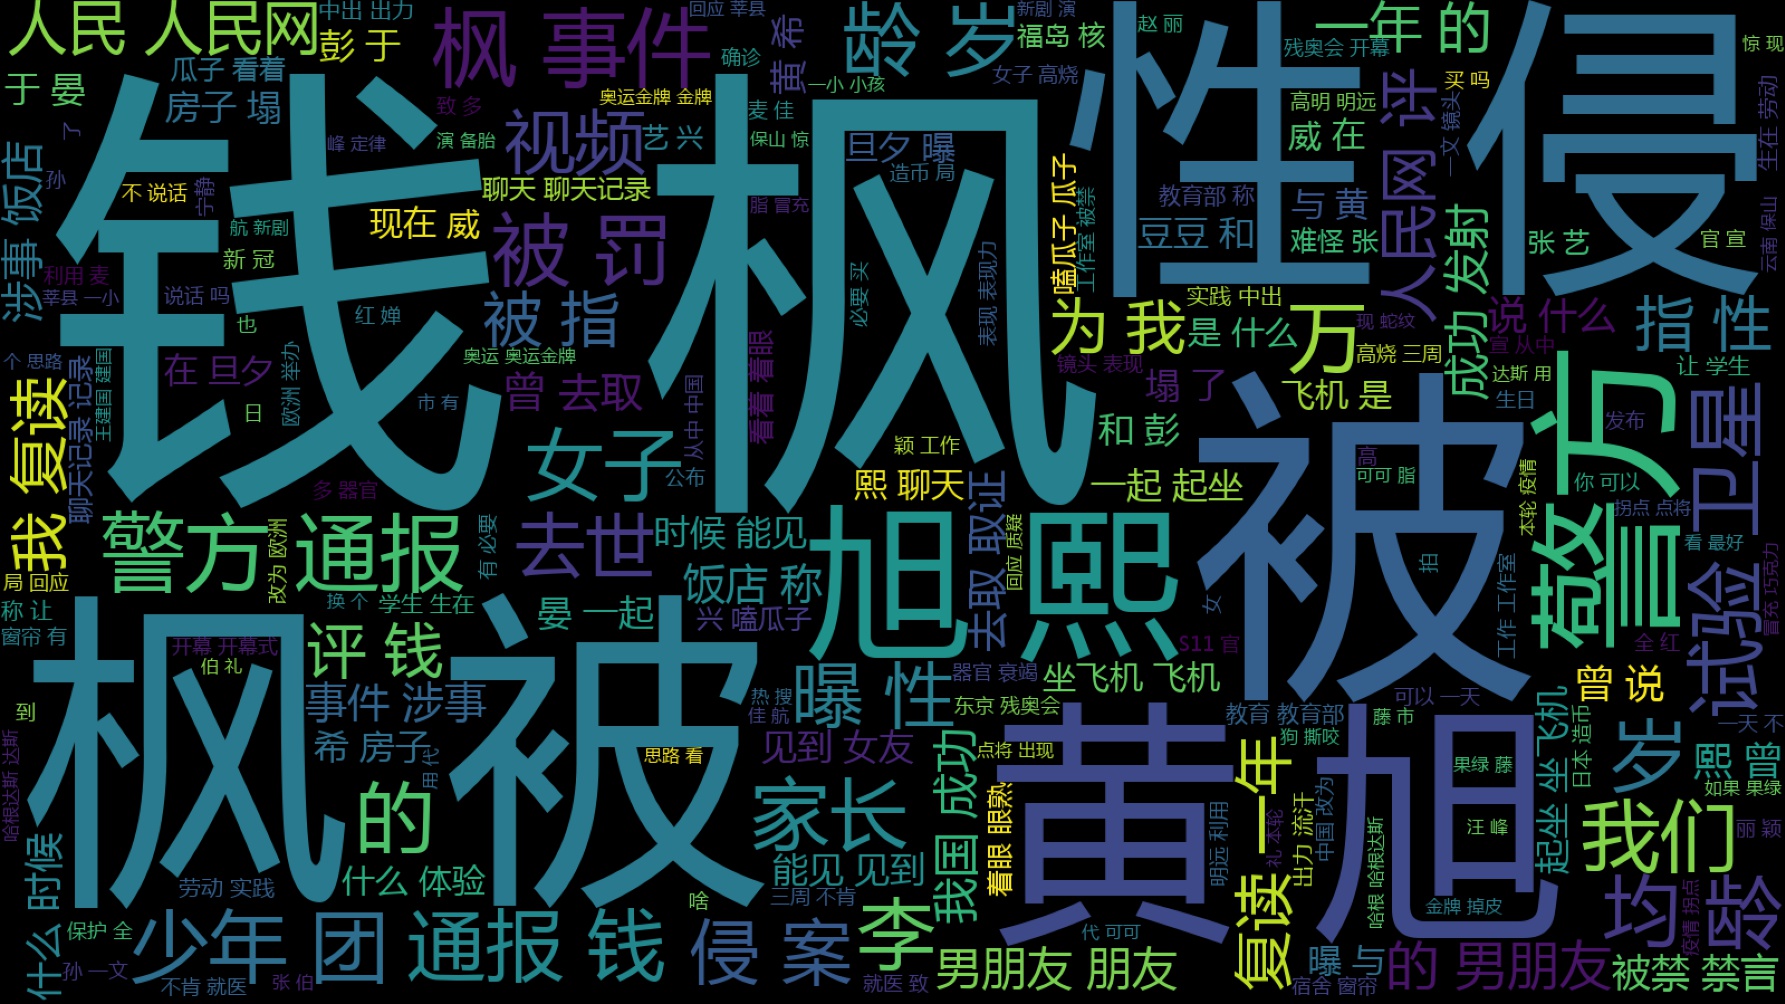 人民 人民网
中出 出力
彭 于
枫 事件
回应 莘县
黄 希
龄 岁
新剧 演
福岛 核
赵 丽
一年 的
残奥会 开幕
惊 现
于 晏
瓜子 看着
房子 塌
确诊
一小 小孩
女子 高烧
性 侵
买 吗
生在 劳动
致 多
奥运金牌 金牌
麦 佳
高明 明远
威 在
人民网 评
一文 镜头
了
峰 定律
演 备胎
视频
艺 兴
保山 惊
旦夕 曝
造币 局
涉事 饭店
孙
不 说话
宁静
钱 枫
聊天 聊天记录
脂 冒充
嗑瓜子 瓜子
工作室 被禁
教育部 称
与 黄
豆豆 和
难怪 张
张 艺
官 宣
云南 保山
航 新剧
现在 威
被 罚
新 冠
利用 麦
莘县 一小
说话 吗
也
红 婵
被 指
必要 买
表现 表现力
成功 发射
实践 中出
为 我
是 什么
万
现 蛇纹
说 什么
指 性
宣 从中
个 思路
在 旦夕
欧洲 举办
奥运 奥运金牌
看着 着眼
镜头 表现
高烧 三周
让 学生
王建国 建国
聊天记录 记录
我 复读
日
市 有
曾 去取
从中 中国
塌 了
飞机 是
达斯 用
生日
发布
警方
卫星
试验
和 彭
女子
颖 工作
公布
熙 聊天
一起 起坐
高
可可 脂
你 可以
拐点 点将
本轮 疫情
多 器官
警方 通报
改为 欧洲
有 必要
去世
时候 能见
饭店 称
旭 熙
去取 取证
回应 质疑
被
拍
女
工作 工作室
看 最好
冒充 巧克力
局 回应
称 让
窗帘 有
换个
学生 生在
晏 一起
兴 嗑瓜子
S11 官
全 红
枫 被
开幕 开幕式
伯 礼
评 钱
事件 涉事
希 房子
用 代
曝 性
热 搜
佳 航
器官 衰竭
坐飞机 飞机
东京 残奥会
可以 一天
曾 说
到
哈根达斯 达斯
思路 看
见到 女友
教育 教育部
狗 撕咬
藤 市
起坐 坐飞机
日本 造币
岁
一天 不
熙 曾
如果 果绿
点将 出现
黄 旭
果绿 藤
汪 峰
的
家长
我国 成功
着眼 眼熟
明远 利用
复读 一年
礼 本轮
出力 流汗
中国 改为
哈根 哈根达斯
我们
丽 颖
时候
什么
劳动 实践
什么 体验
能见 见到
三周 不肯
啥
金牌 掉皮
均 龄
疫情 拐点
保护 全
孙 一文
少年 团
不肯 就医
张 伯
通报 钱
侵 案
李
就医 致
男朋友 朋友
代 可可
曝 与
宿舍 窗帘
的 男朋友
被禁 禁言